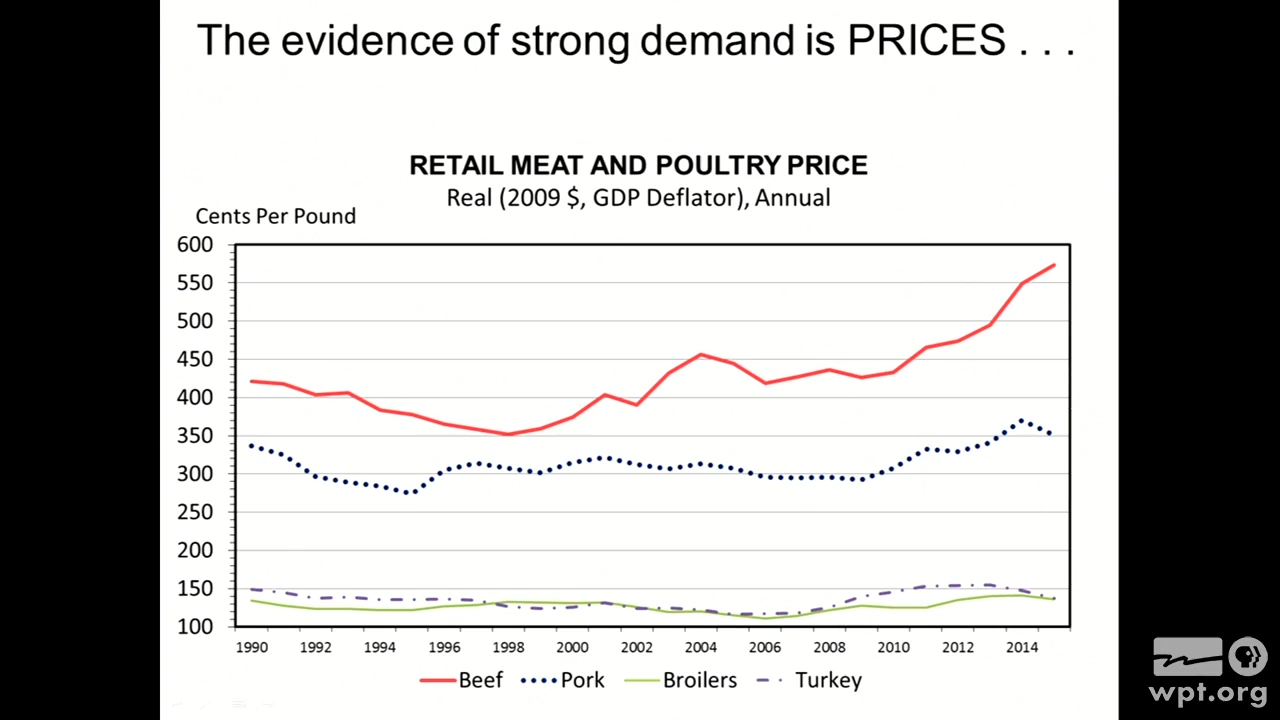 The evidence of strong demand is PRICES . . .
RETAIL MEAT AND POULTRY PRICE
Real (2009 $, GDP Deflator), Annual
Cents Per Pound
600
550
500
450
400
350
300
250
200
150
100
1990 1992 1994 1996 1998 2000 2002 2004 2006 2008 2010 2012 2014
Beef Pork Broilers Turkey
wpt.org